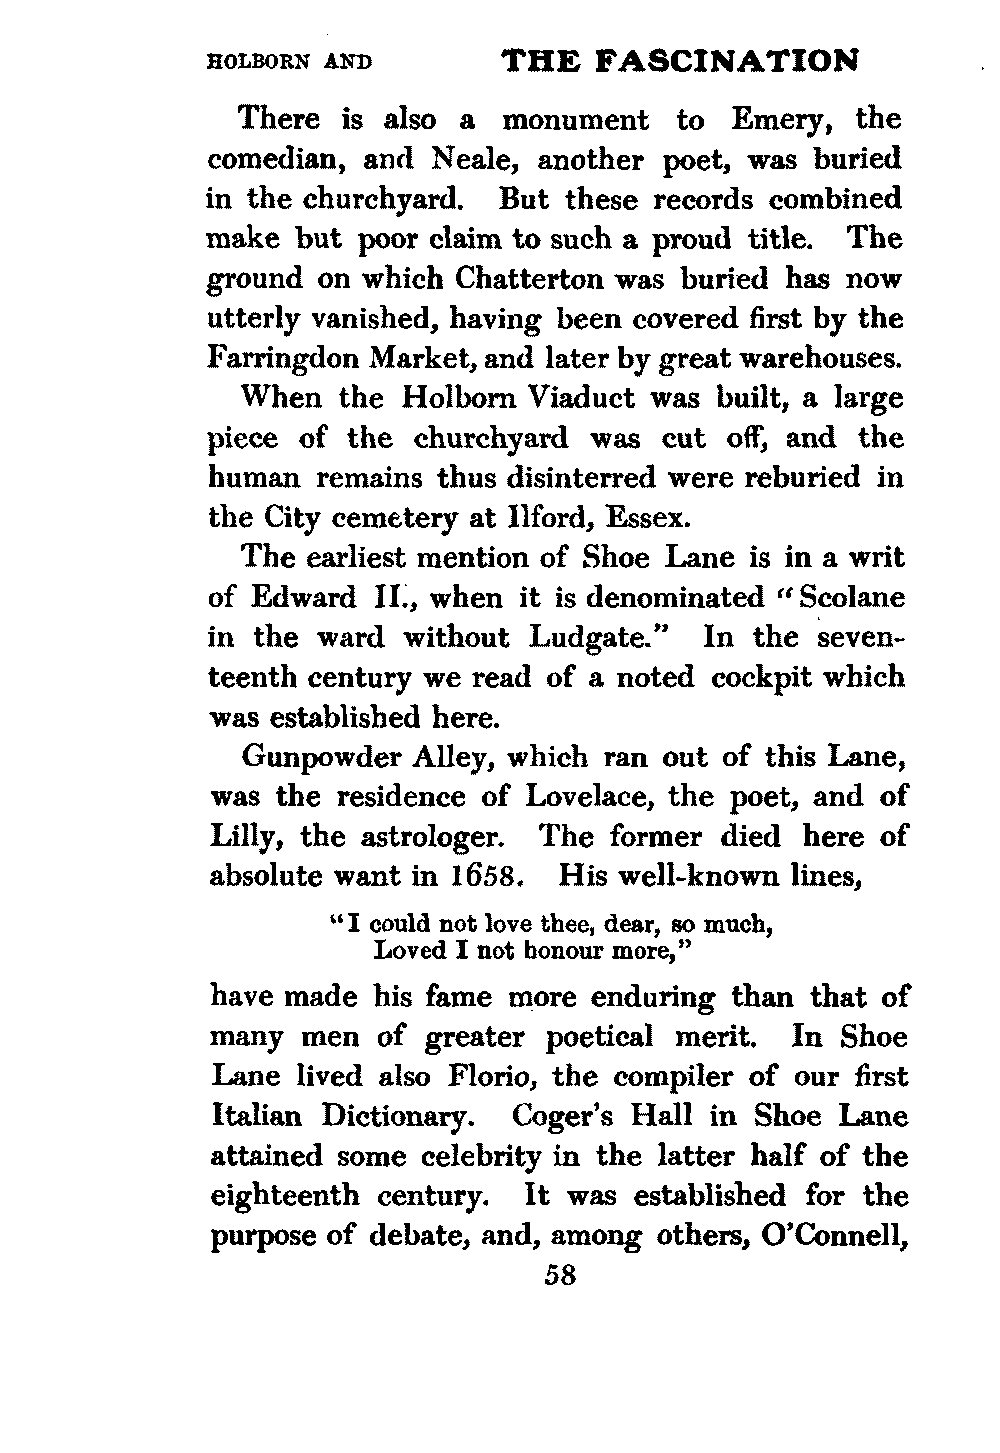 HOLBORN AND THE FASCINATION
There is also a monument to Emery, the
comedian, and Neale, another poet, was buried
in the churchyard. But these records combined
make but poor claim to such a proud title. The
ground on which Chatterton was buried has now
utterly vanished, having been covered first by the
Farringdon Market, and later by great warehouses.
When the Holborn Viaduct was built, a large
piece of the churchyard was cut off, and the
human remains thus disinterred were reburied in
the City cemetery at Ilford, Essex.
The earliest mention of Shoe Lane is in a writ
of Edward II., when it is denominated "Scolane
in the ward without Ludgate." In the seven-
teenth century we read of a noted cockpit which
was established here.
Gunpowder Alley, which ran out of this Lane,
was the residence of Lovelace, the poet, and of
Lilly, the astrologer. The former died here of
absolute want in 1658. His well-known lines,
"I could not love thee, dear, so much,
Loved I not honour more,"
have made his fame more enduring than that of
many men of greater poetical merit. In Shoe
Lane lived also Florio, the compiler of our first
Italian Dictionary. Coger's Hall in Shoe Lane
attained some celebrity in the latter half of the
eighteenth century. It was established for the
purpose of debate, and, among others, O'Connell,
58